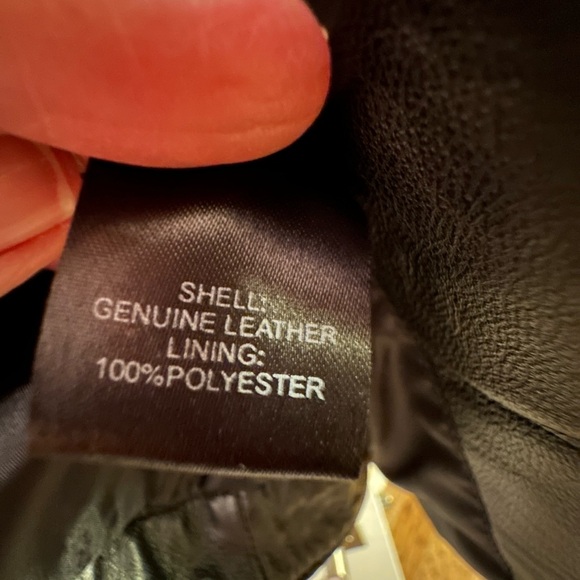 SHELL:
GENUINE LEATHER
LINING:
100%POLYESTER